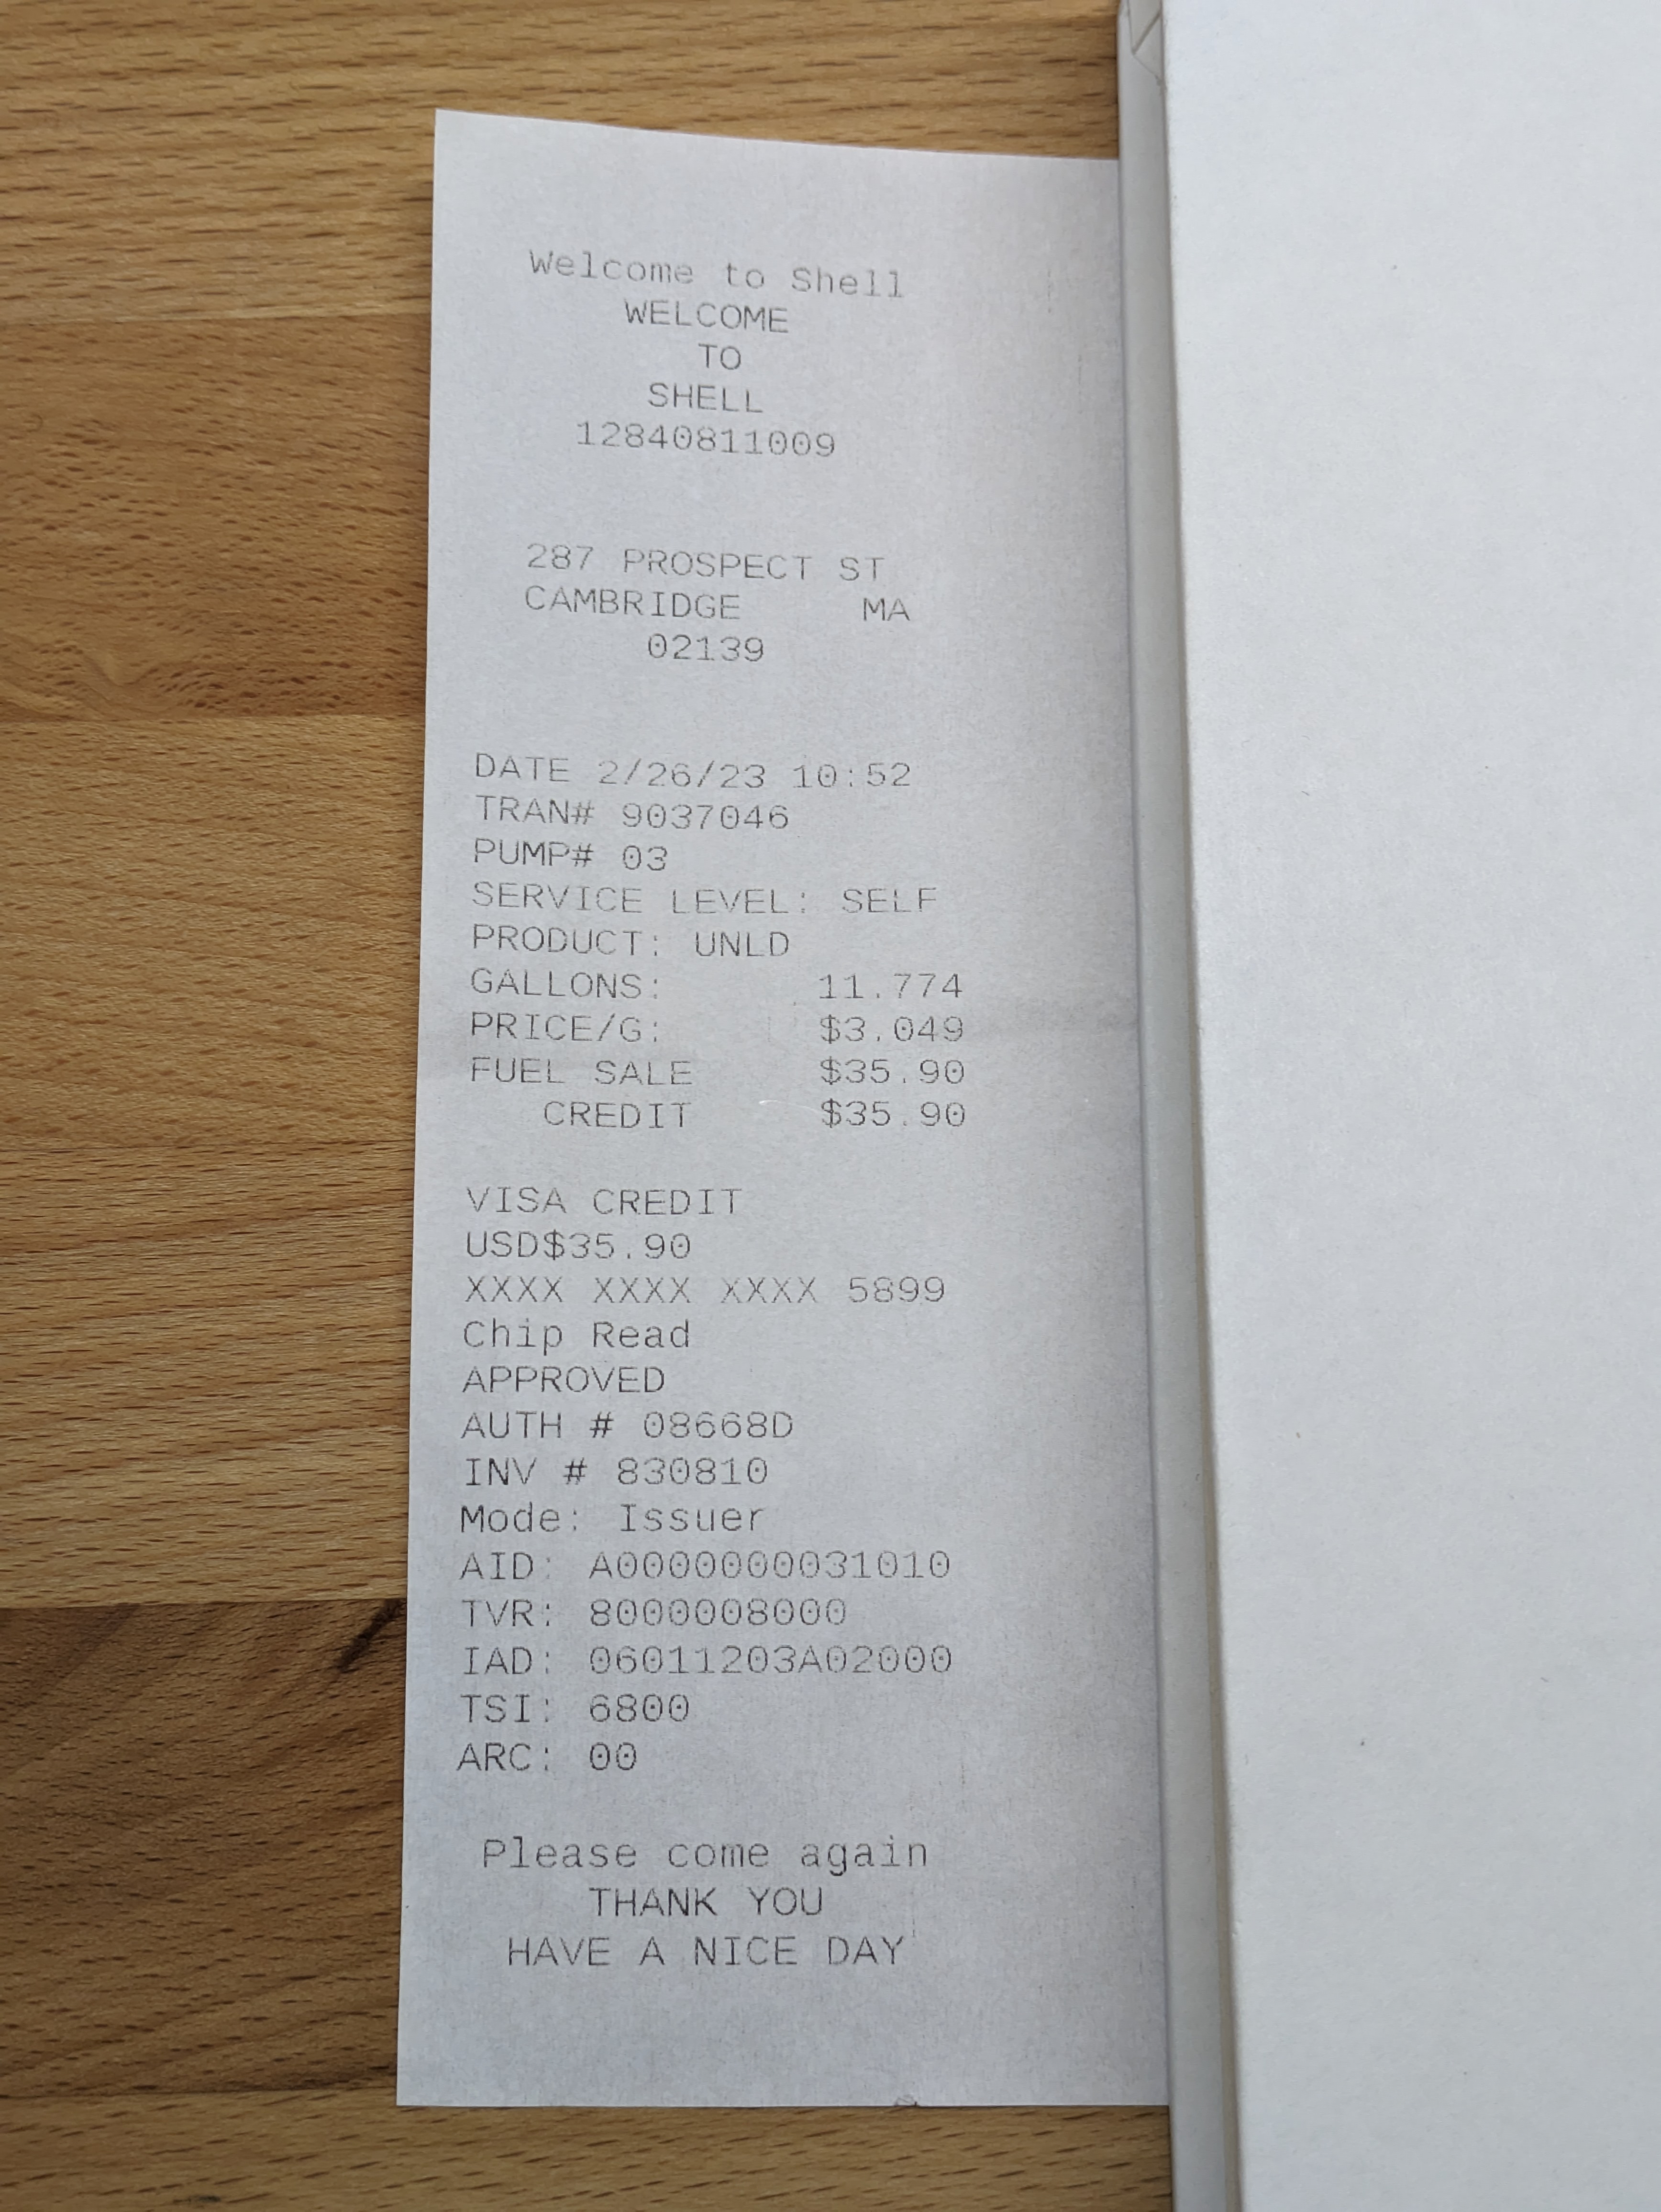 Welcome to Shell
WELCOME
TO
SHELL
12840811009
287 PROSPECT ST
CAMBRIDGE MA
02139
DATE 2/26/23 10:52
TRAN# 9037046
PUMP# 03
SERVICE LEVEL: SELF
PRODUCT: UNLD
GALLONS: 11.774
PRICE/G: $3.049
FUEL SALE $35.90
CREDIT $35.90
VISA CREDIT
USD$35.90
XXXX XXXX XXXX 5899
Chip Read
APPROVED
AUTH # 08668D
INV # 830810
Mode: Issuer
AID: A0000000031010
TVR: 8000008000
IAD: 06011203A02000
TSI: 6800
ARC: 00
Please come again
THANK YOU
HAVE A NICE DAY